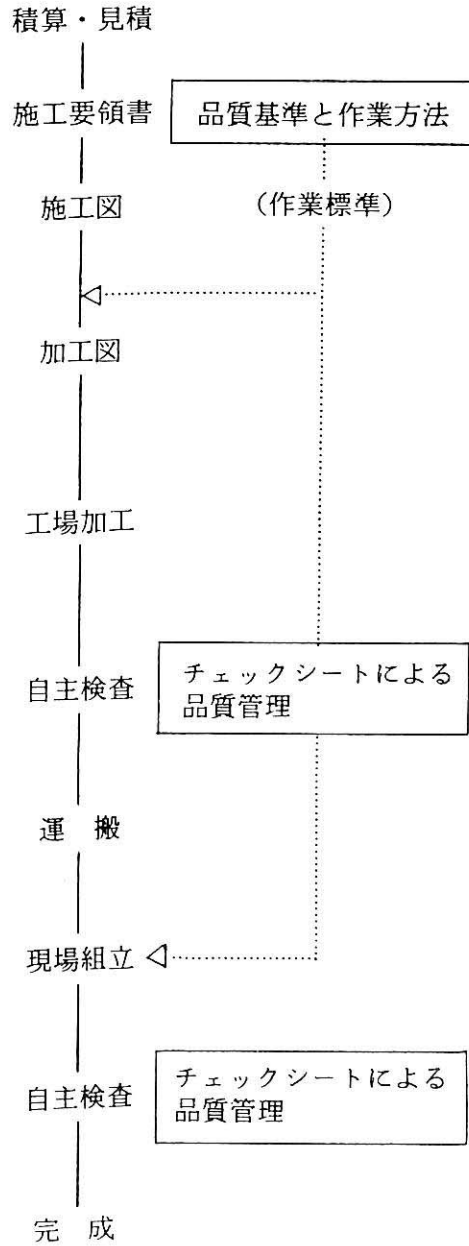 積算・見積
施工要領書
品質基準と作業方法
施工図
（作業標準）
加工図
工場加工
自主検査
チェックシートによる
品質管理
運 搬
現場組立
自主検査
チェックシートによる
品質管理
完 成